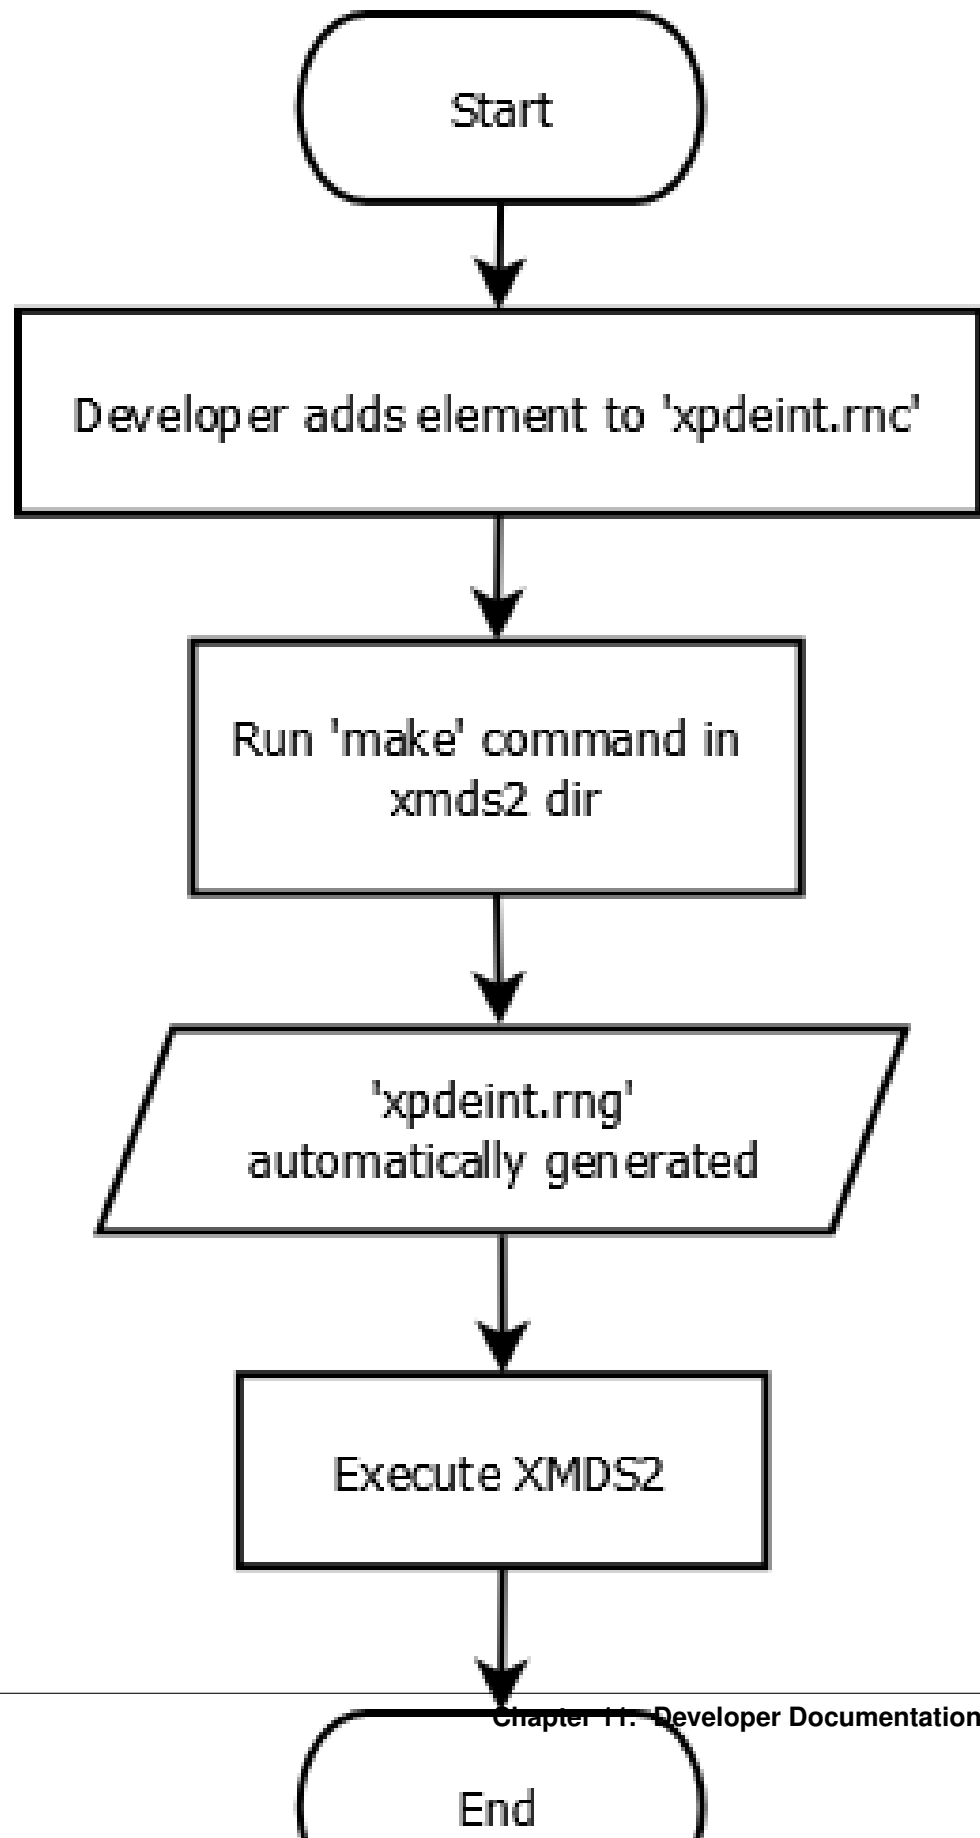 Start
Developer adds element to 'xpdeint.rnc'
Run 'make' command in
xmds2 dir
'xpdeint.rng'
automatically generated
Execute XMDS2
Chapter 11. Developer Documentation
End